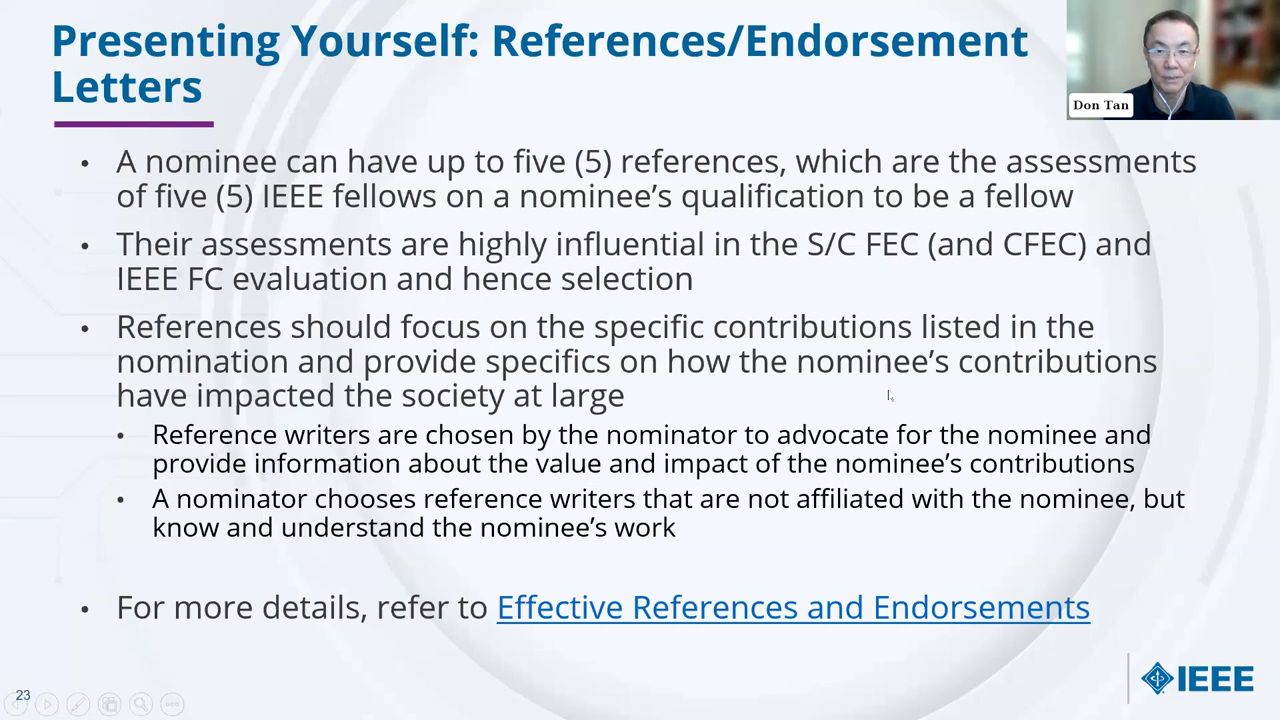 Presenting Yourself: References/Endorsement
Letters
Don Tan
• A nominee can have up to five (5) references, which are the assessments
of five (5) IEEE fellows on a nominee’s qualification to be a fellow
• Their assessments are highly influential in the S/C FEC (and CFEC) and
IEEE FC evaluation and hence selection
• References should focus on the specific contributions listed in the
nomination and provide specifics on how the nominee’s contributions
have impacted the society at large
• Reference writers are chosen by the nominator to advocate for the nominee and
provide information about the value and impact of the nominee’s contributions
• A nominator chooses reference writers that are not affiliated with the nominee, but
know and understand the nominee’s work
• For more details, refer to Effective References and Endorsements
IEEE
23